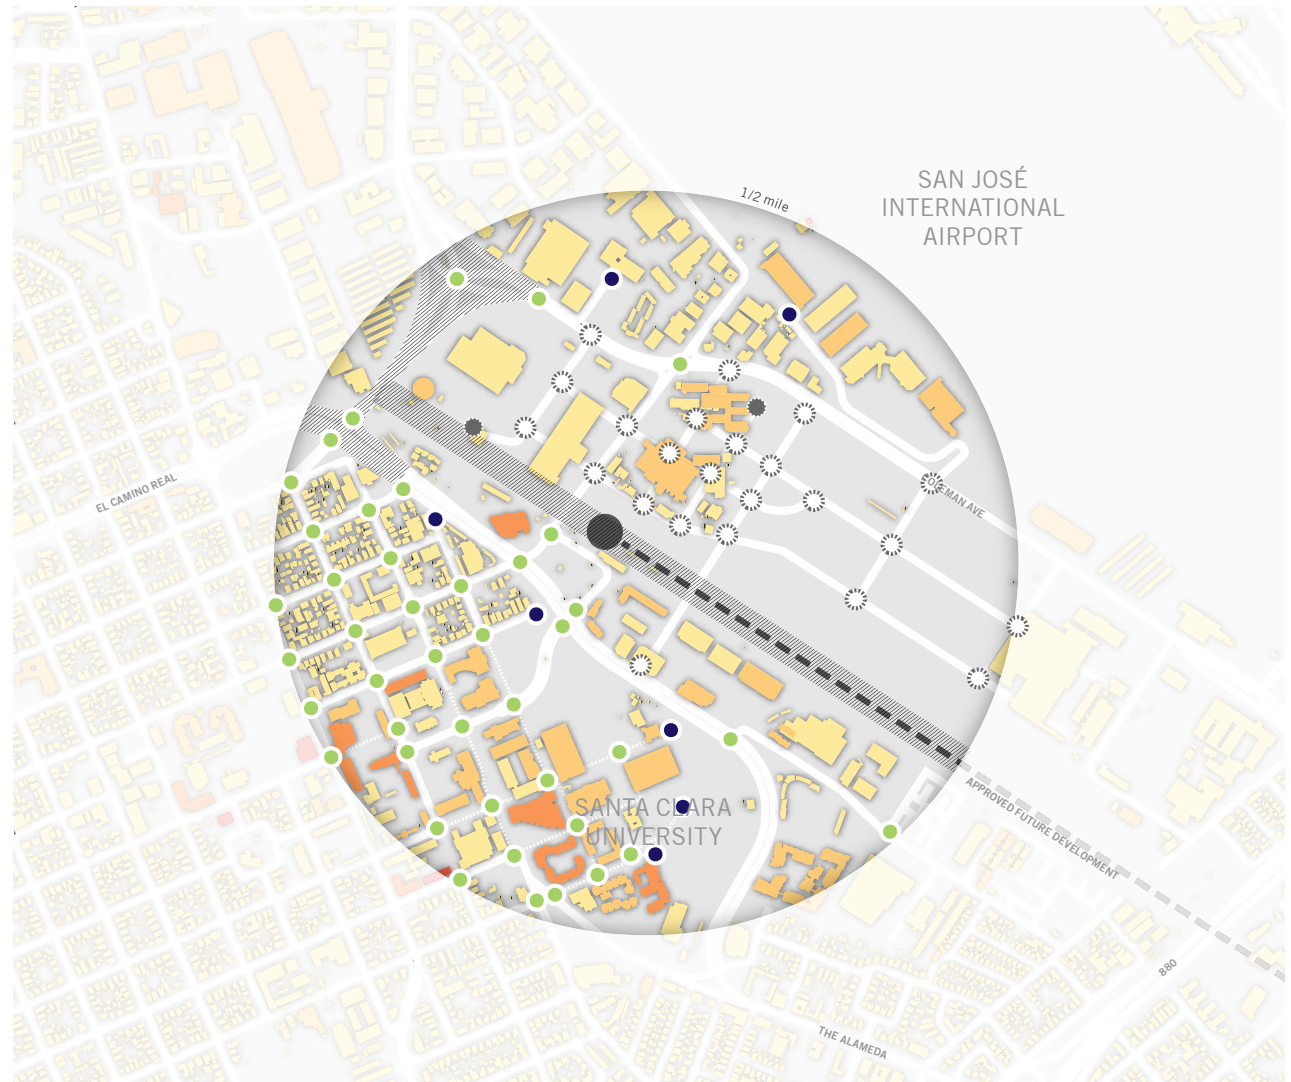 1/2 mile
SAN JOSÉ
INTERNATIONAL
AIRPORT
EL CAMINO REAL
COLEMAN AVE
SANTA CLARA
UNIVERSITY
APPROVED FUTURE DEVELOPMENT
880
THE ALAMEDA